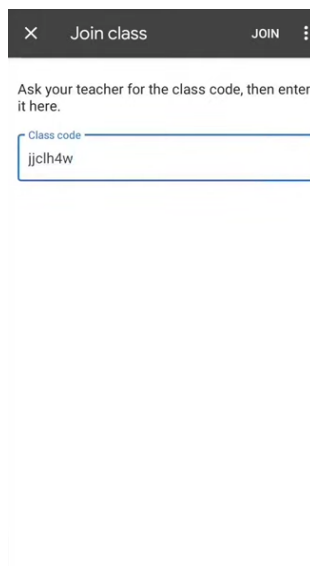 Join class JOIN
Ask your teacher for the class code, then enter
it here.
Class code
jjclh4w